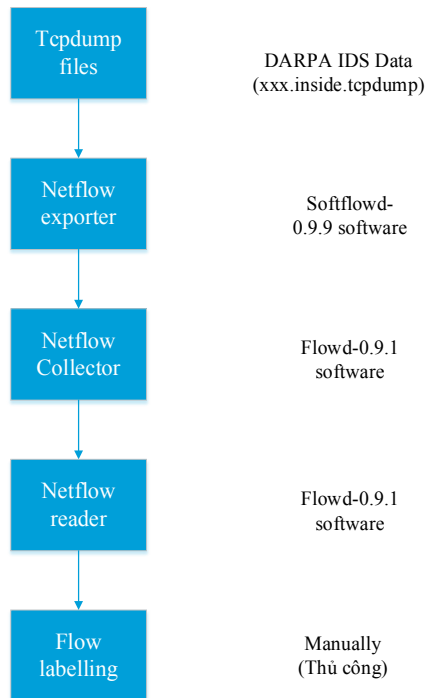 Tcpdump
files
DARPA IDS Data
(xxx.inside.tcpdump)
Netflow
exporter
Softflowd-
0.9.9 software
Netflow
Collector
Flowd-0.9.1
software
Netflow
reader
Flowd-0.9.1
software
Flow
labelling
Manually
(Thủ công)